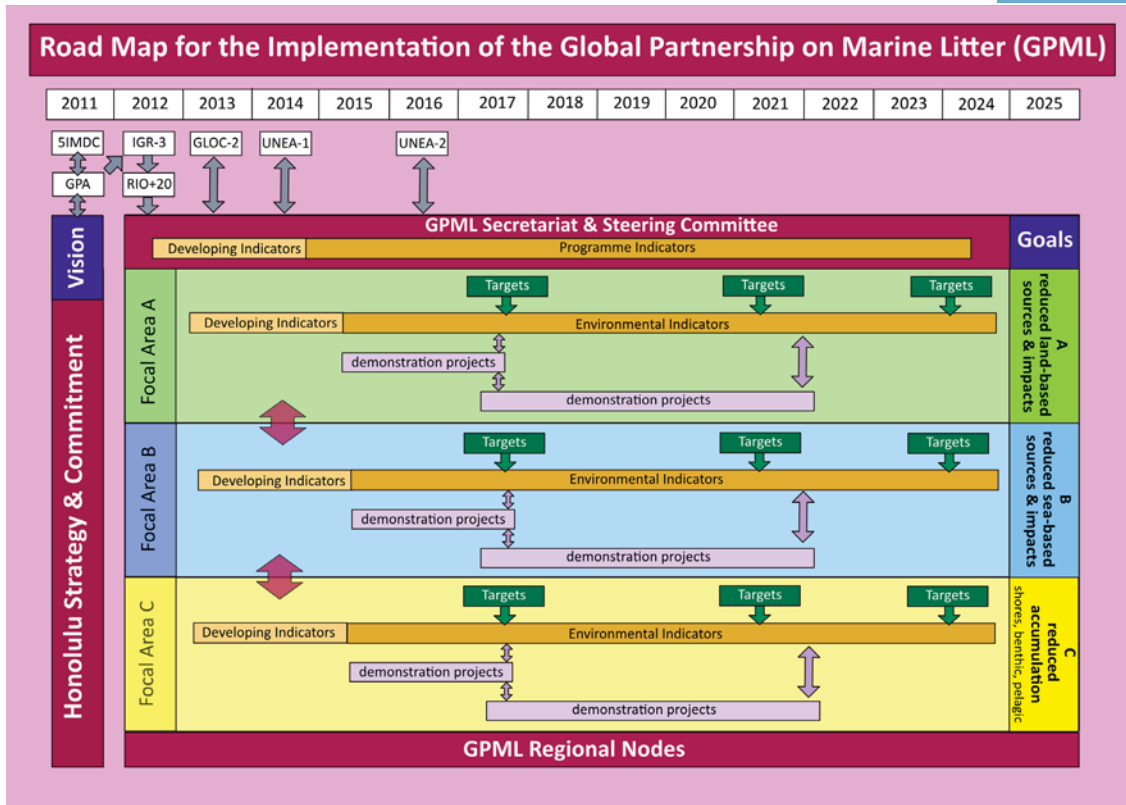 Road Map for the Implementation of the Global Partnership on Marine Litter (GPML)
2011 2012 2013 2014 2015 2016 2017 2018 2019 2020 2021 2022 2023 2024 2025
5IMDC IGR-3 GLOC-2 UNEA-1 UNEA-2
GPA RIO+20
Vision
Honolulu Strategy & Commitment
GPML Secretariat & Steering Committee
Developing Indicators Programme Indicators
Goals
Focal Area A
Targets Targets Targets
Developing Indicators Environmental Indicators
demonstration projects
demonstration projects
A
reduced land-based
sources & impacts
Focal Area B
Targets Targets Targets
Developing Indicators Environmental Indicators
demonstration projects
demonstration projects
B
reduced sea-based
sources & impacts
Focal Area C
Targets Targets Targets
Developing Indicators Environmental Indicators
demonstration projects
demonstration projects
C
reduced
accumulation
shores, benthic, pelagic
GPML Regional Nodes